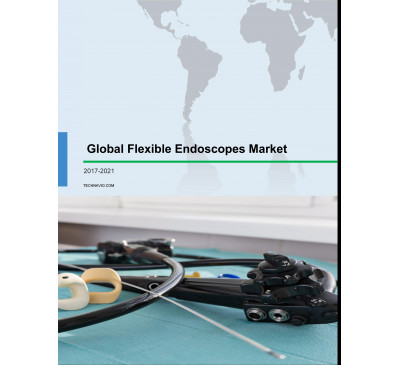 Global Flexible Endoscopes Market
2017-2021
TECHNAVIO.COM